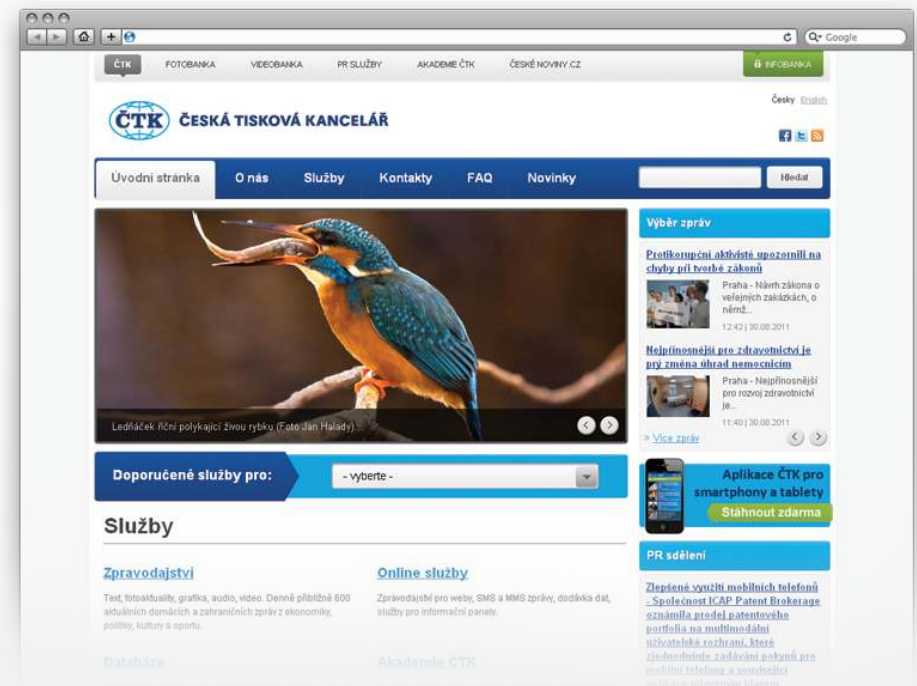 Google
ČTK
FOTOBANKA
VIDEOBANKA
PR SLUŽBY
AKADEMIE ČTK
ČESKÉ NOVINY.CZ
INFOBANKA
Česky English
ČTK ČESKÁ TISKOVÁ KANCELÁŘ
Úvodní stránka
O nás
Služby
Kontakty
FAQ
Novinky
Hledat
Ledňáček říční polykající živou rybku (Foto Jan Halady)
Doporučené služby pro:
- vyberte -
Služby
Zpravodajství
Text, fotoaktuality, grafika, audio, video. Denně přibližně 600
aktuálních domácích a zahraničních zpráv z ekonomiky,
politiky, kultury a sportu.
Online služby
Zpravodajství pro weby, SMS a MMS zprávy, dodávka dat,
služby pro informační panely.
Databáze
Akademie ČTK
Výběr zpráv
Protikorupční aktivisté upozornili na
chyby při tvorbě zákonů
Praha - Návrh zákona o
veřejných zakázkách, o
němž...
12:42 | 30.08.2011
Nejpřínosnější pro zdravotnictví je
prý změna úhrad nemocnicím
Praha - Nejpřínosnější
pro rozvoj zdravotnictví
je...
11:40 | 30.08.2011
» Více zpráv
Aplikace ČTK pro
smartphony a tablety
Stáhnout zdarma
PR sdělení
Zlepšené využití mobilních telefonů
- Společnost ICAP Patent Brokerage
oznámila prodej patentového
portfolia na multimodální
uživatelské rozhraní, které
zjednodušuje zadávání pokynů pro
mobilní telefony a související